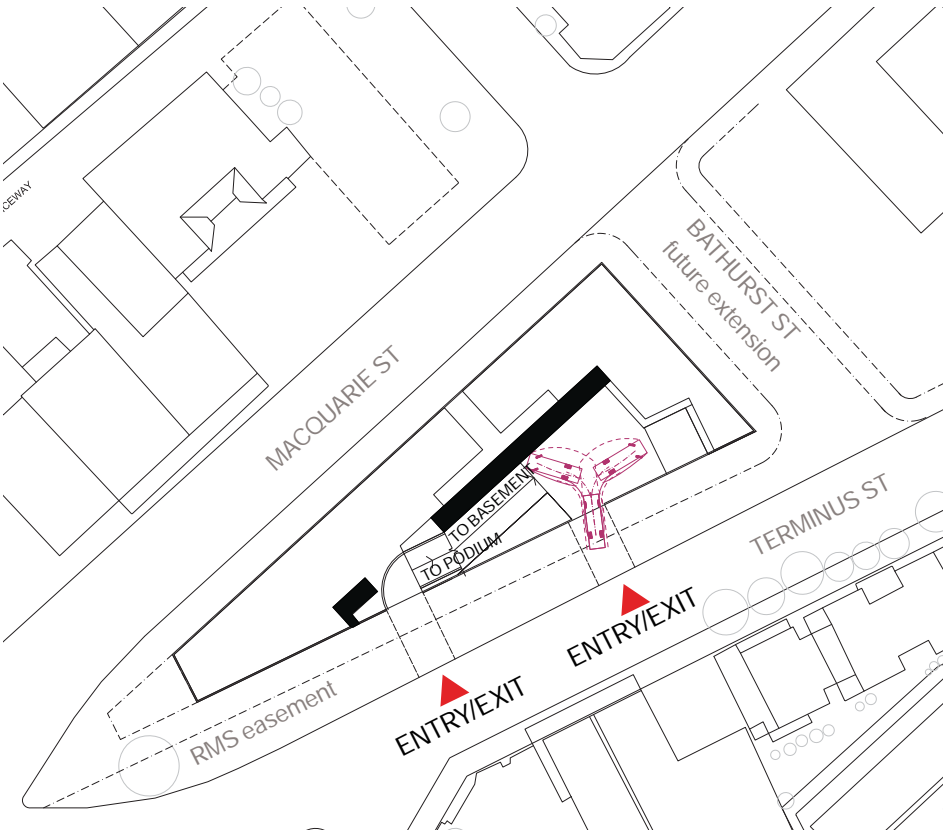 CEWAY
BATHURST ST
future extension
MACQUARIE ST
TO BASEMENT
TO PODIUM
TERMINUS ST
ENTRY/EXIT
ENTRY/EXIT
RMS easement